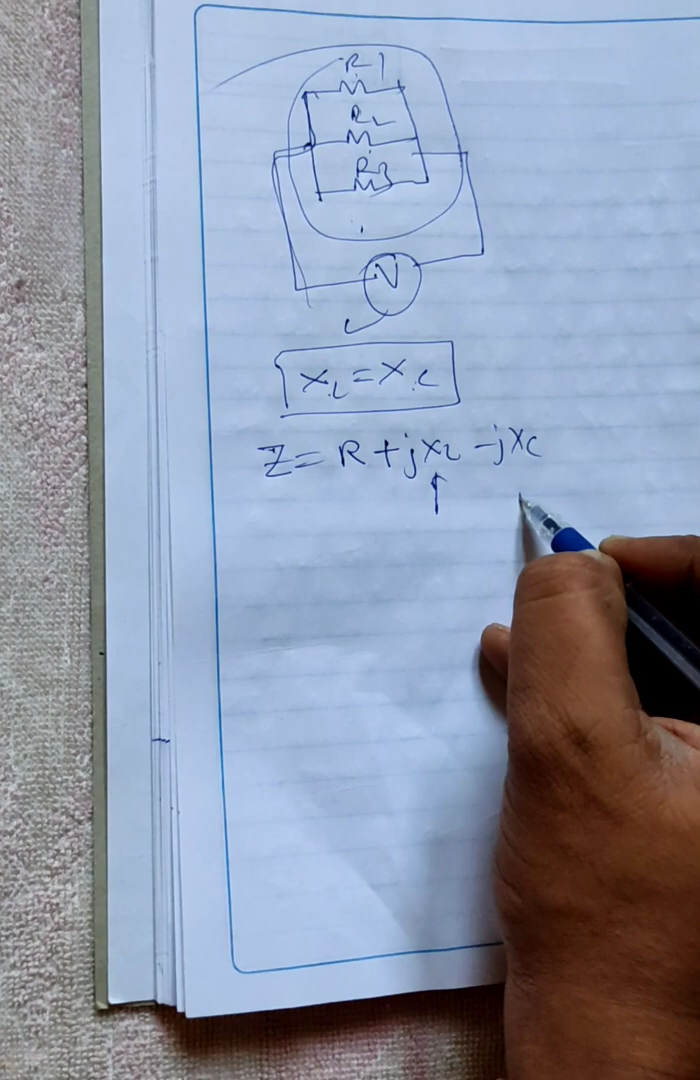 R1
R2
R3
V
XL = XC
Z = R + jXL - jXC